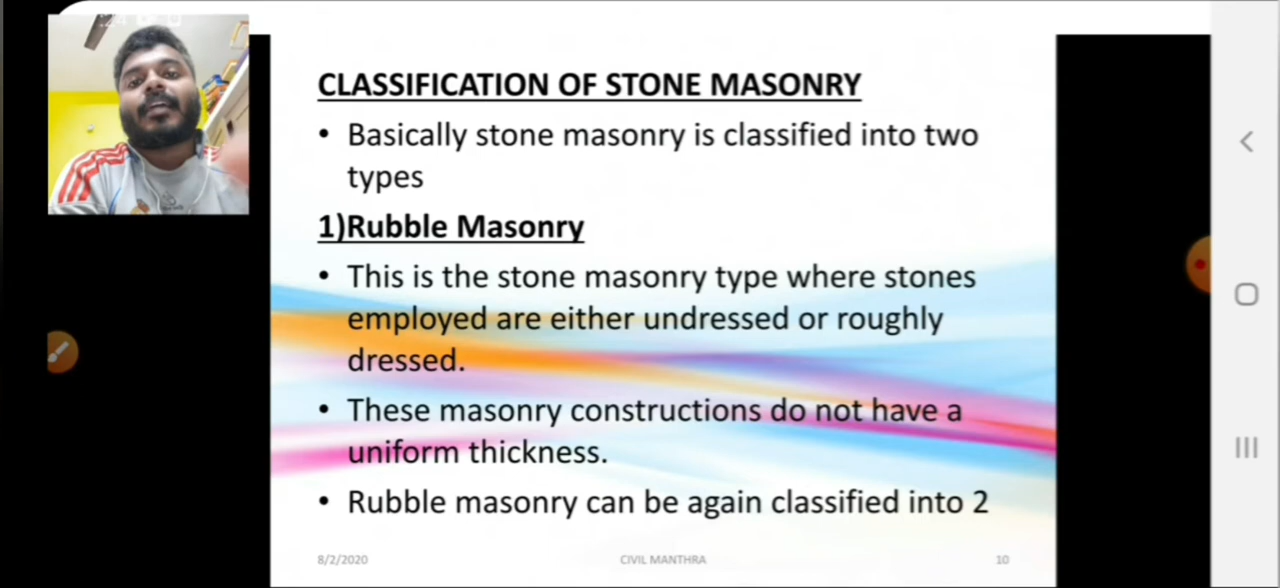 CLASSIFICATION OF STONE MASONRY
• Basically stone masonry is classified into two
types
1)Rubble Masonry
• This is the stone masonry type where stones
employed are either undressed or roughly
dressed.
• These masonry constructions do not have a
uniform thickness.
• Rubble masonry can be again classified into 2
8/2/2020 CIVIL MANTHRA 10